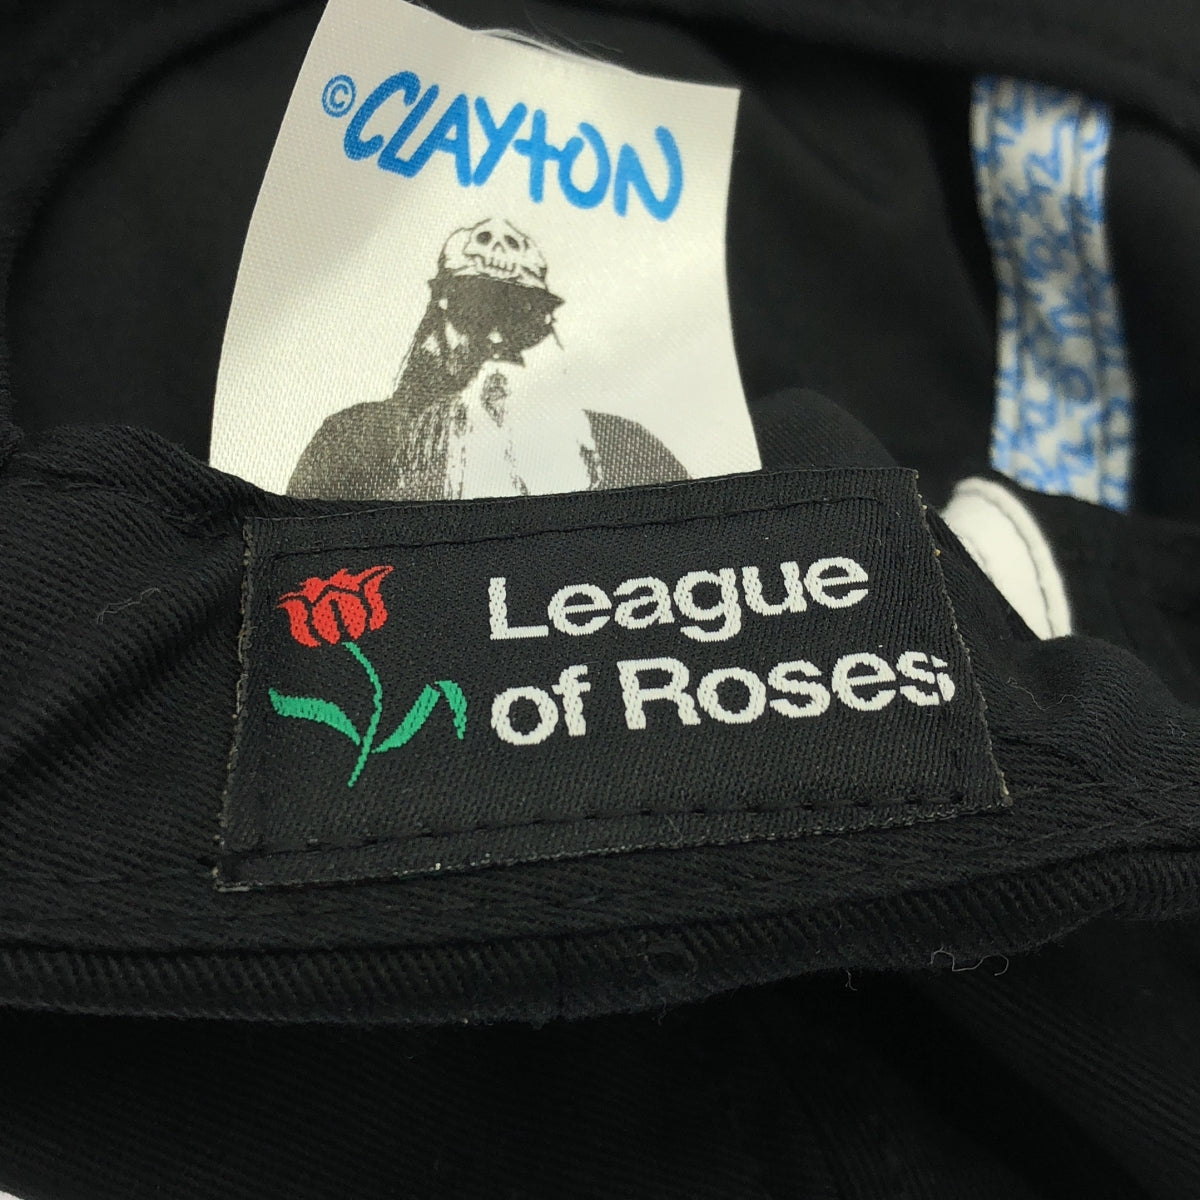 ©CLAYTON
League
of Roses